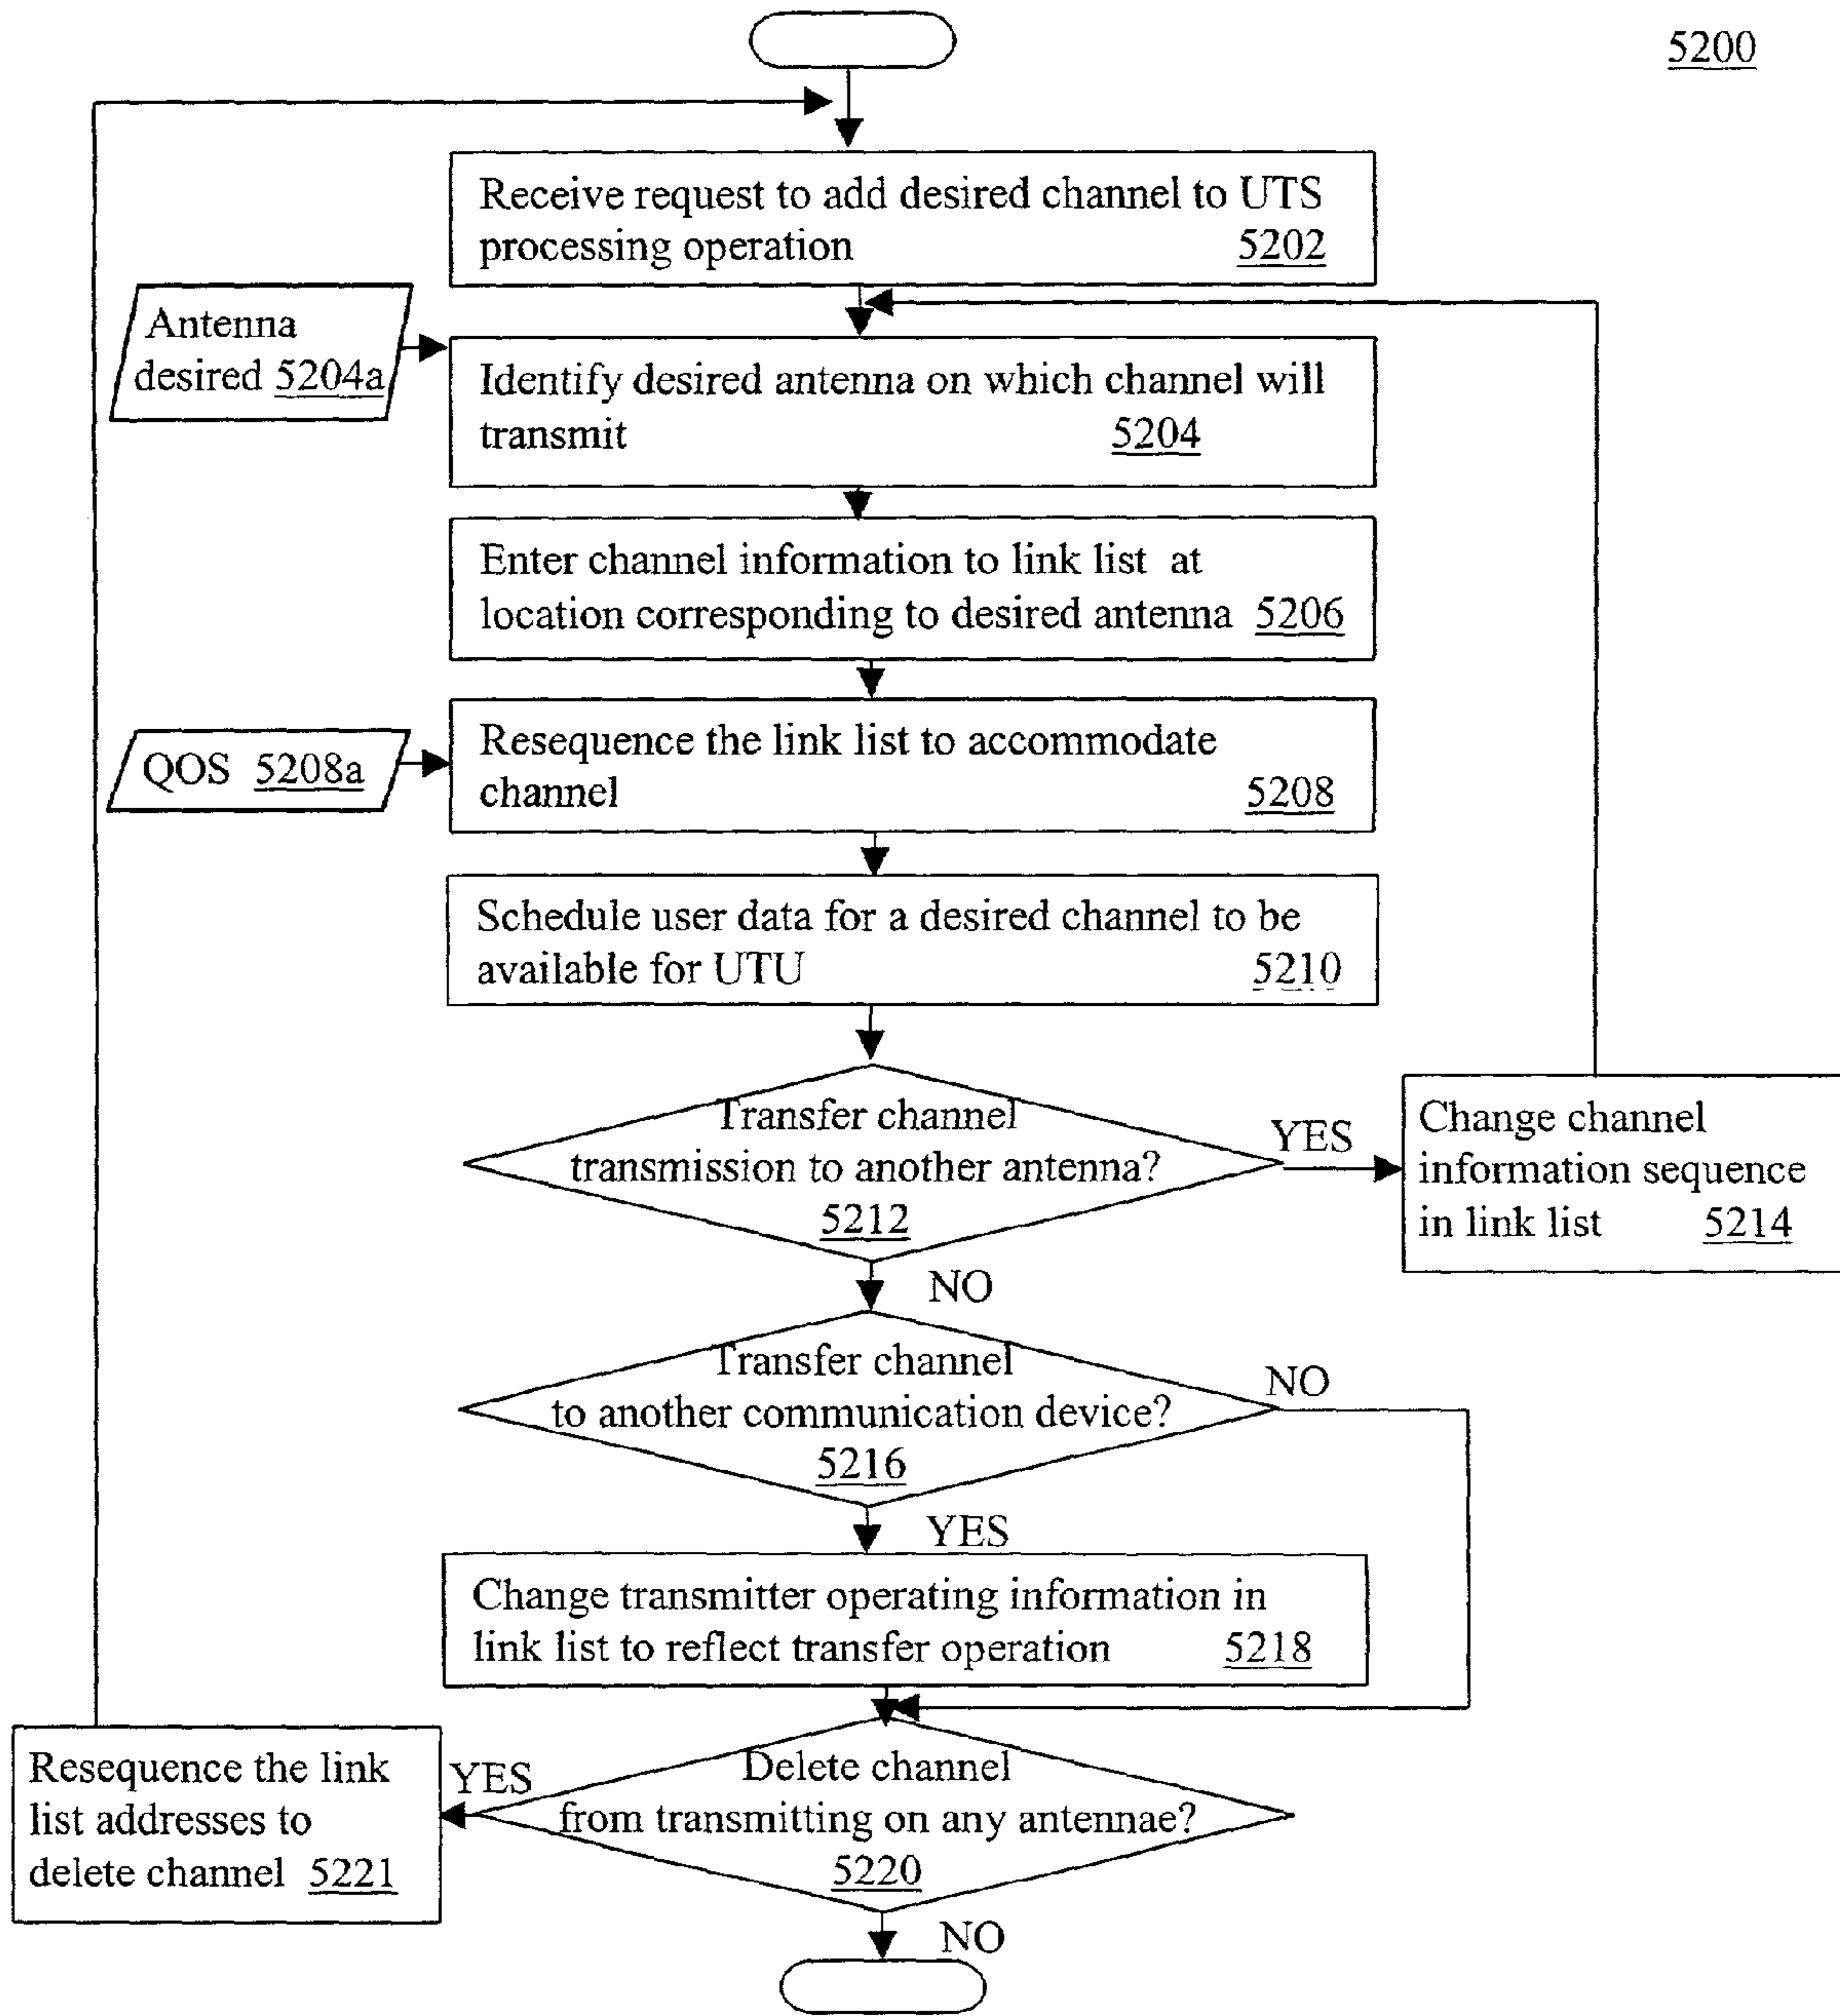 5200
Receive request to add desired channel to UTS
processing operation 5202
Antenna
desired 5204a
Identify desired antenna on which channel will
transmit 5204
Enter channel information to link list at
location corresponding to desired antenna 5206
QOS 5208a
Resequence the link list to accommodate
channel 5208
Schedule user data for a desired channel to be
available for UTU 5210
Transfer channel
transmission to another antenna?
5212
YES
Change channel
information sequence
in link list 5214
NO
Transfer channel
to another communication device?
5216
NO
YES
Change transmitter operating information in
link list to reflect transfer operation 5218
Resequence the link
list addresses to
delete channel 5221
YES
Delete channel
from transmitting on any antennae?
5220
NO